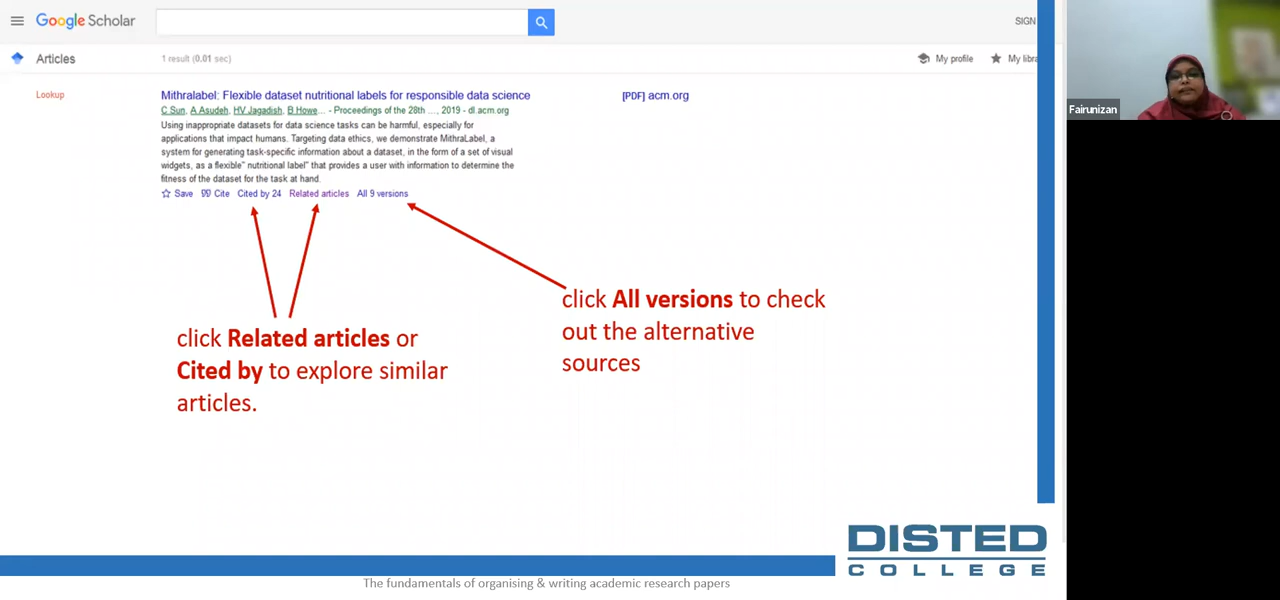 Google Scholar
SIGN
Articles
1 result (0.01 sec)
My profile
My libra
Lookup
Mithralabel: Flexible dataset nutritional labels for responsible data science
[PDF] acm.org
C Sun, A Asudeh, HV Jagadish, B Howe... - Proceedings of the 28th ..., 2019 - dl.acm.org
Using inappropriate datasets for data science tasks can be harmful, especially for
applications that impact humans. Targeting data ethics, we demonstrate MithraLabel, a
system for generating task-specific information about a dataset, in the form of a set of visual
widgets, as a flexible" nutritional label" that provides a user with information to determine the
fitness of the dataset for the task at hand.
Save Cite Cited by 24 Related articles All 9 versions
click Related articles or
Cited by to explore similar
articles.
click All versions to check
out the alternative
sources
DISTED
COLLEGE
The fundamentals of organising & writing academic research papers
Fairunizan